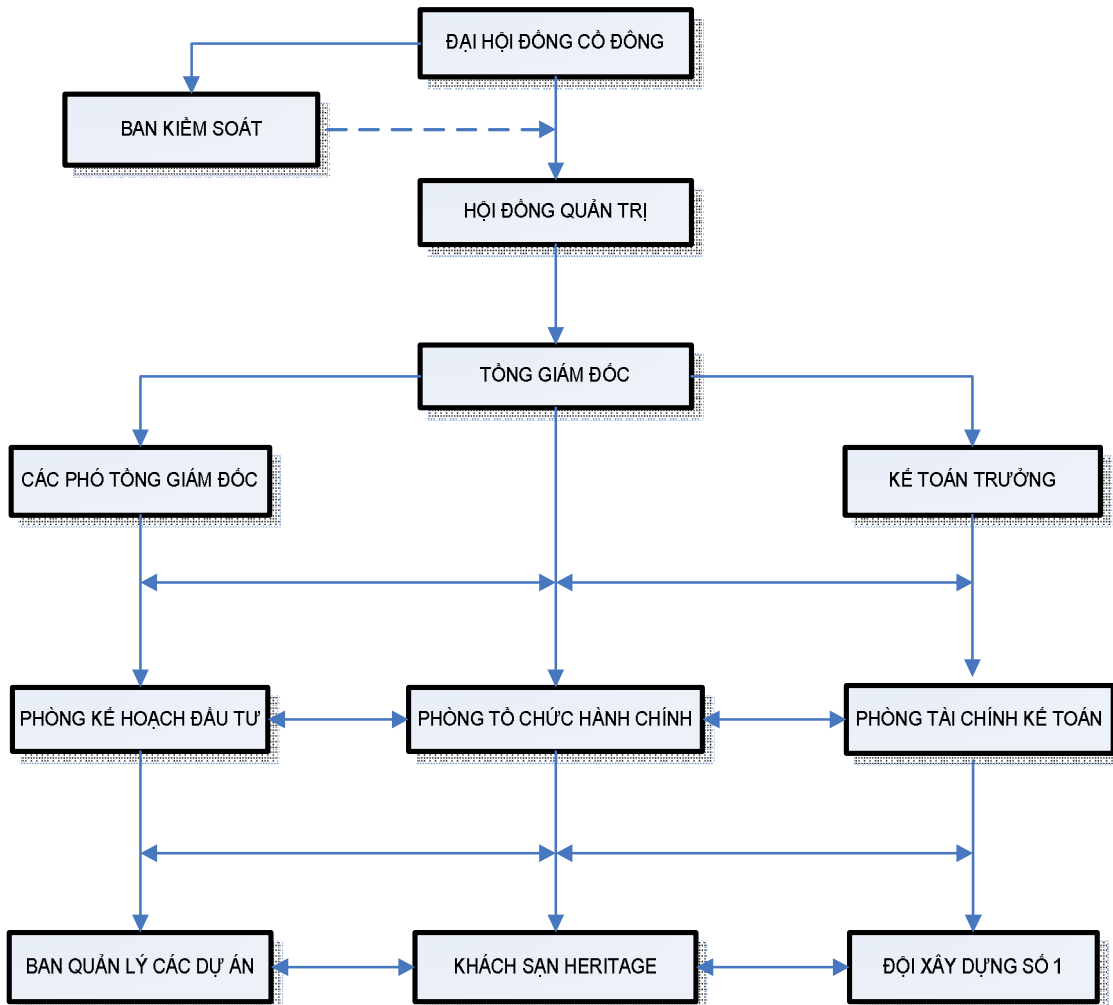 ĐẠI HỘI ĐỒNG CỔ ĐÔNG
BAN KIỂM SOÁT
HỘI ĐỒNG QUẢN TRỊ
TỔNG GIÁM ĐỐC
CÁC PHÓ TỔNG GIÁM ĐỐC
KẾ TOÁN TRƯỞNG
PHÒNG KẾ HOẠCH ĐẦU TƯ
PHÒNG TỔ CHỨC HÀNH CHÍNH
PHÒNG TÀI CHÍNH KẾ TOÁN
BAN QUẢN LÝ CÁC DỰ ÁN
KHÁCH SẠN HERITAGE
ĐỘI XÂY DỰNG SỐ 1